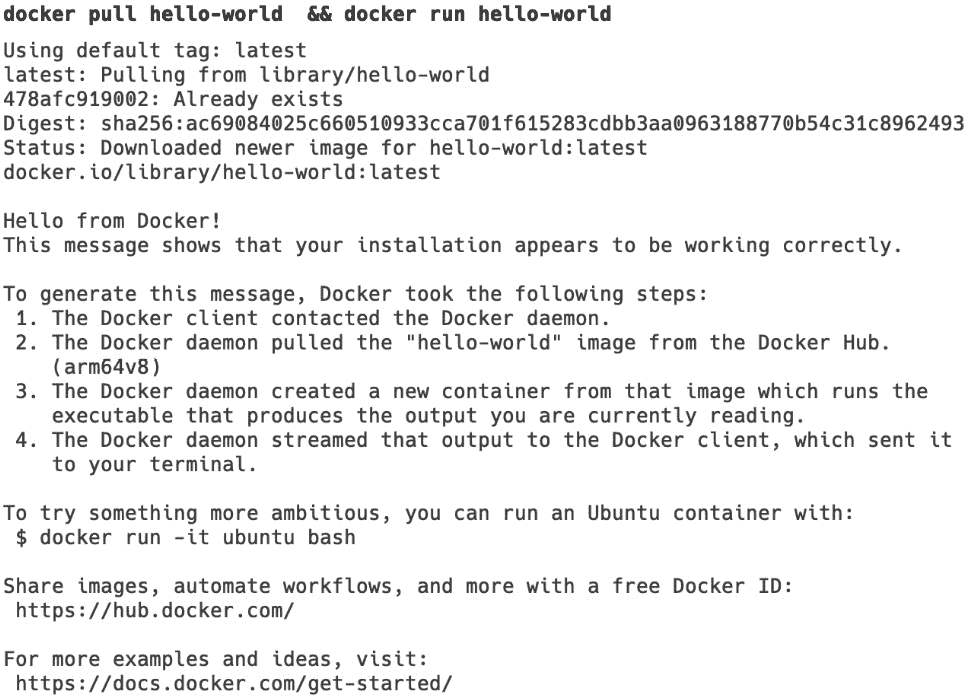 docker pull hello-world  && docker run hello-world
Using default tag: latest
latest: Pulling from library/hello-world
478afc919002: Already exists
Digest: sha256:ac69084025c660510933cca701f615283cdbb3aa0963188770b54c31c8962493
Status: Downloaded newer image for hello-world:latest
docker.io/library/hello-world:latest

Hello from Docker!
This message shows that your installation appears to be working correctly.

To generate this message, Docker took the following steps:
 1. The Docker client contacted the Docker daemon.
 2. The Docker daemon pulled the "hello-world" image from the Docker Hub.
    (arm64v8)
 3. The Docker daemon created a new container from that image which runs the
    executable that produces the output you are currently reading.
 4. The Docker daemon streamed that output to the Docker client, which sent it
    to your terminal.

To try something more ambitious, you can run an Ubuntu container with:
 $ docker run -it ubuntu bash

Share images, automate workflows, and more with a free Docker ID:
 https://hub.docker.com/

For more examples and ideas, visit:
 https://docs.docker.com/get-started/